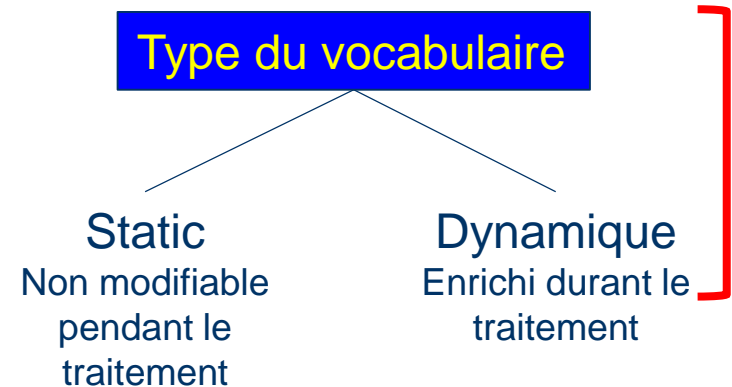 Type du vocabulaire
Static
Non modifiable
pendant le
traitement
Dynamique
Enrichi durant le
traitement